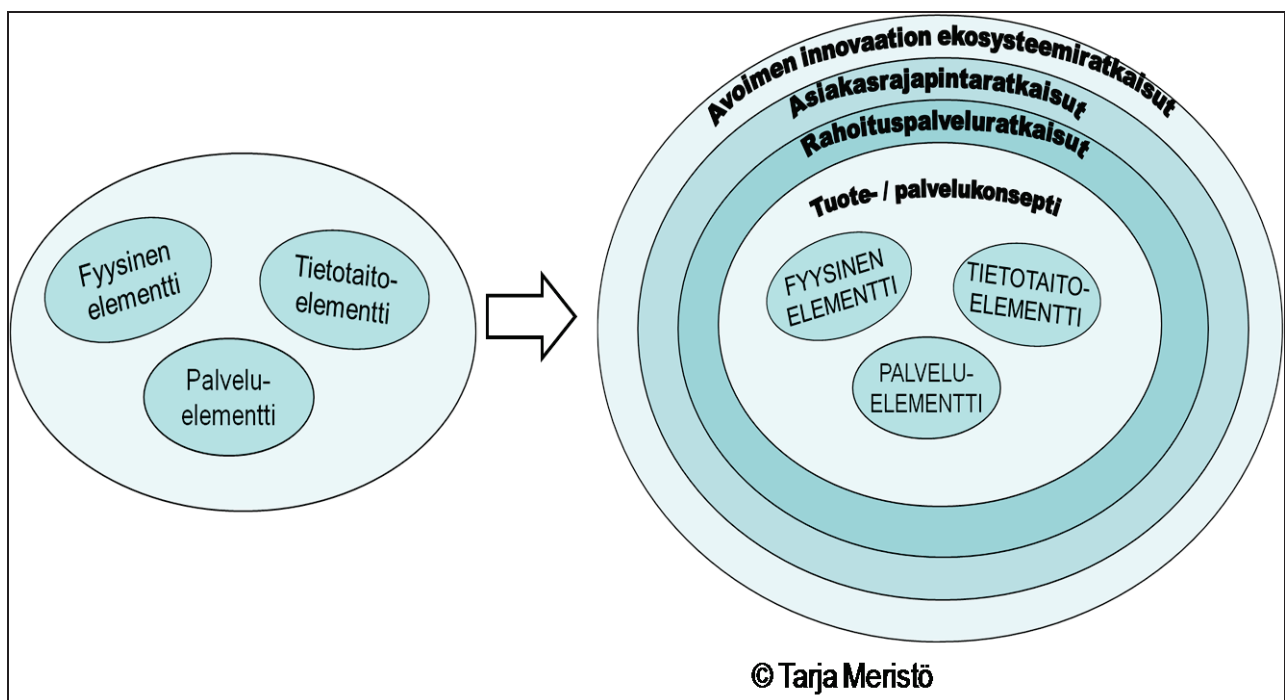 Fyysinen
elementti
Tietotaito-
elementti
Palvelu-
elementti
Avoimen innovaation ekosysteemiratkaisut
Asiakasrajapintaratkaisut
Rahoituspalveluratkaisut
Tuote- / palvelukonsepti
FYYSINEN
ELEMENTTI
TIETOTAITO-
ELEMENTTI
PALVELU-
ELEMENTTI
© Tarja Meristö